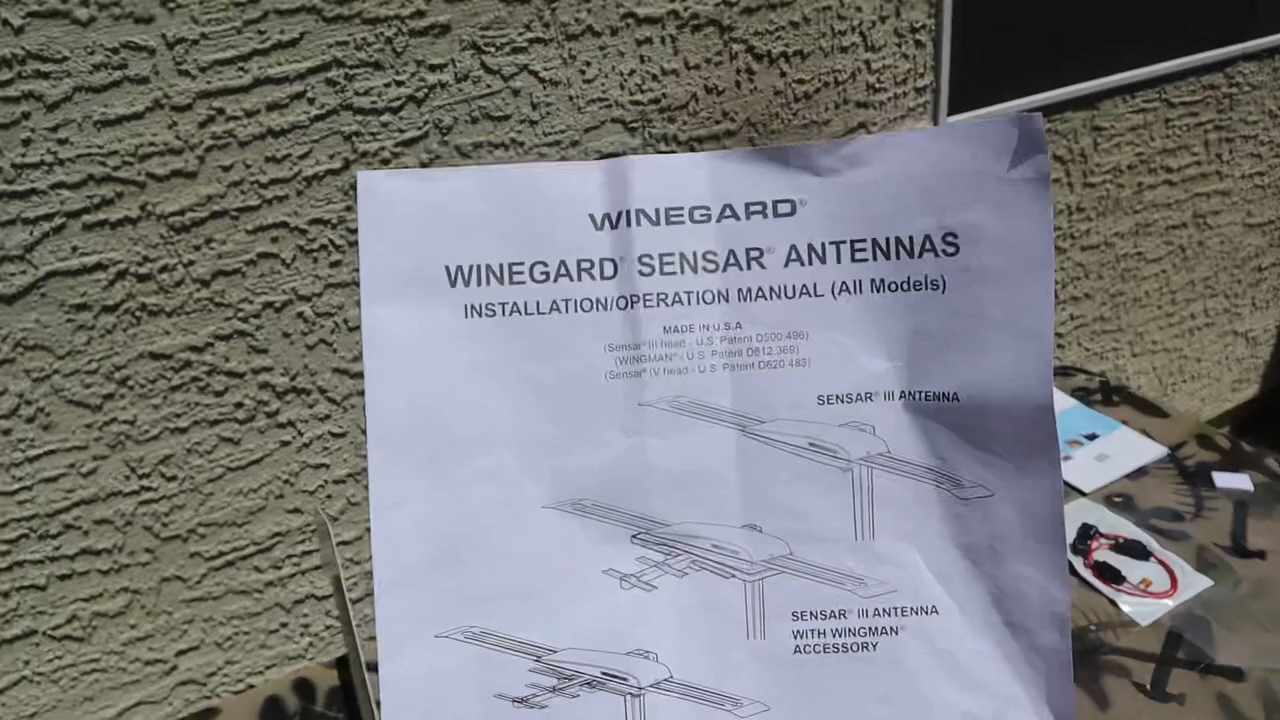 WINEGARD®
WINEGARD® SENSAR® ANTENNAS
INSTALLATION/OPERATION MANUAL (All Models)
MADE IN U.S.A
(Sensar® III head - U.S. Patent D500,496)
(WINGMAN® - U.S. Patent D612,369)
(Sensar® IV head - U.S. Patent D620,483)
SENSAR® III ANTENNA
SENSAR® III ANTENNA
WITH WINGMAN®
ACCESSORY